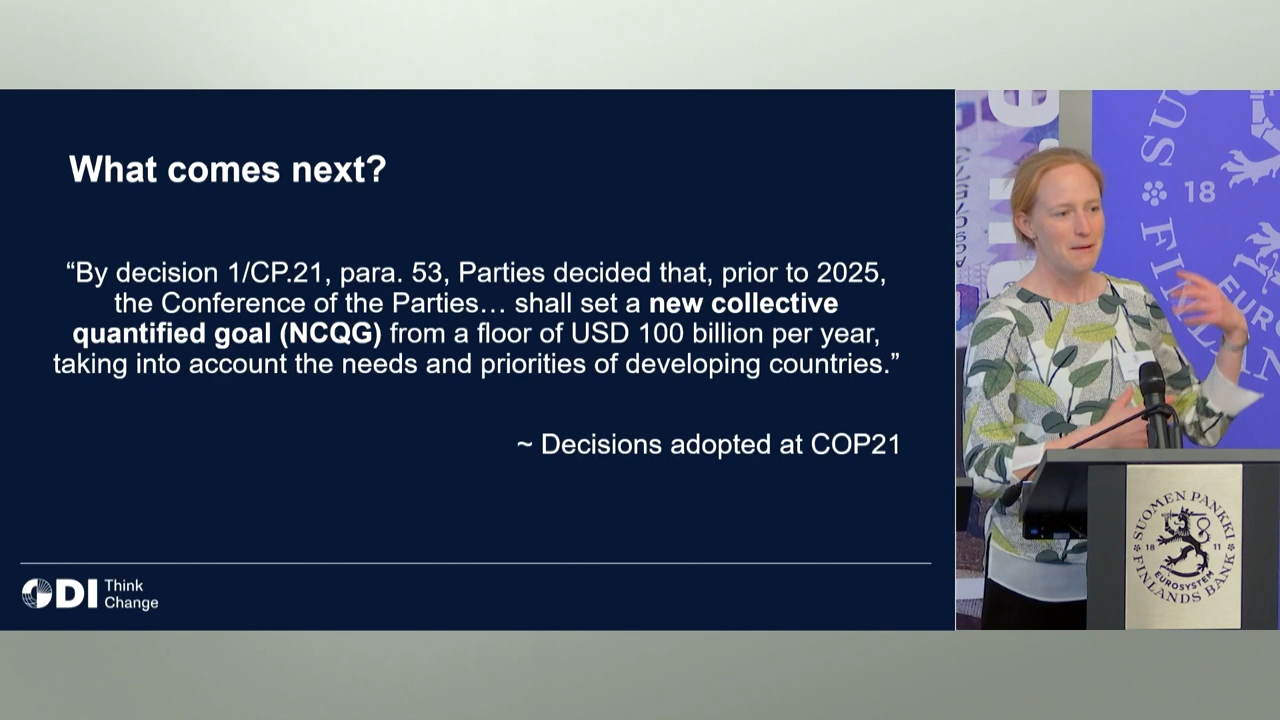 What comes next?
“By decision 1/CP.21, para. 53, Parties decided that, prior to 2025,
the Conference of the Parties… shall set a new collective
quantified goal (NCQG) from a floor of USD 100 billion per year,
taking into account the needs and priorities of developing countries.”
~ Decisions adopted at COP21
ODI Think
Change
18
EUR
SUOMEN PANKKI
18 11
EUROSYSTEM
FINLANDS BANK